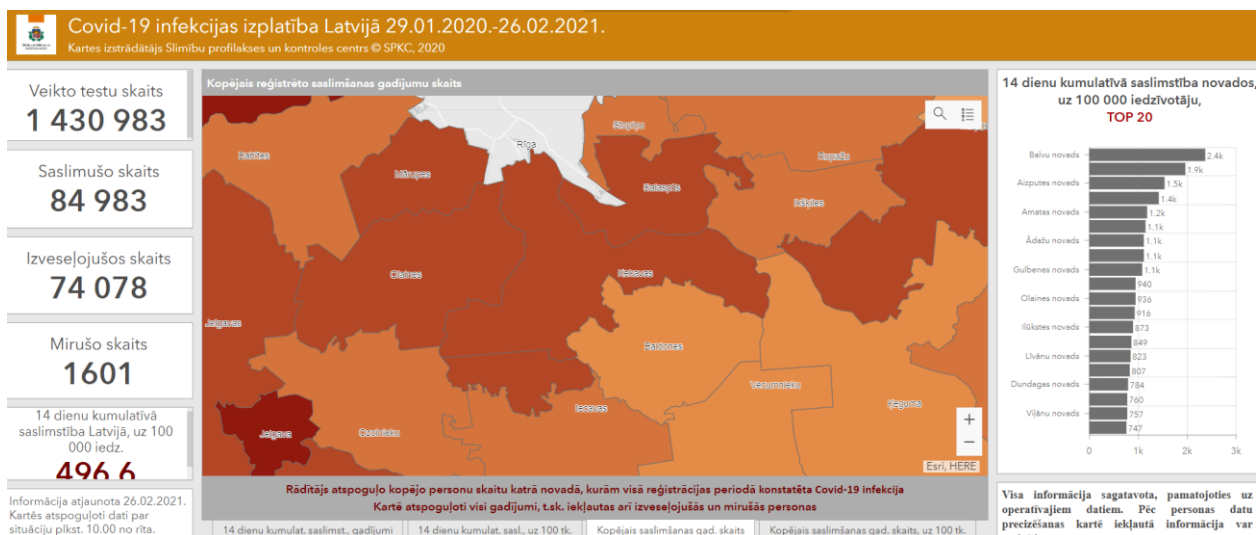 Covid-19 infekcijas izplatība Latvijā 29.01.2020.-26.02.2021.
Kartes izstrādātājs Slimību profilakses un kontroles centrs © SPKC, 2020
Veikto testu skaits
1 430 983
Saslimušo skaits
84 983
Izveseļojušos skaits
74 078
Mirušo skaits
1601
14 dienu kumulatīvā
saslimstība Latvijā, uz 100
000 iedz.
496.6
Informācija atjaunota 26.02.2021.
Kartēs atspoguļoti dati par
situāciju plkst. 10.00 no rīta.
Kopējais reģistrēto saslimšanas gadījumu skaits
Rīga
Stopiņu
Babītes
Mārupes
Ropažu
Salaspils
Ikšķiles
Olaines
Ķekavas
Jelgavas
Baldones
Vecumnieku
Iecavas
Ķeguma
Jelgava
Ozolnieku
+
−
Esri, HERE
Rādītājs atspoguļo kopējo personu skaitu katrā novadā, kurām visā reģistrācijas periodā konstatēta Covid-19 infekcija
Kartē atspoguļoti visi gadījumi, t.sk. iekļautas arī izveseļojušās un mirušās personas
14 dienu kumulat. saslimst., gadījumi
14 dienu kumulat. sasl., uz 100 tk.
Kopējais saslimšanas gad. skaits
Kopējais saslimšanas gad. skaits, uz 100 tk.
14 dienu kumulatīvā saslimstība novados,
uz 100 000 iedzīvotāju,
TOP 20
Balvu novads 2.4k
1.9k
Aizputes novads 1.5k
1.4k
Amatas novads 1.2k
1.1k
Ādažu novads 1.1k
1.1k
Gulbenes novads 1.1k
940
Olaines novads 936
916
Ilūkstes novads 873
849
Līvānu novads 823
807
Dundagas novads 784
760
Viļānu novads 757
747
0 1k 2k 3k
Visa informācija sagatavota, pamatojoties uz
operatīvajiem datiem. Pēc personas datu
precizēšanas kartē iekļautā informācija var